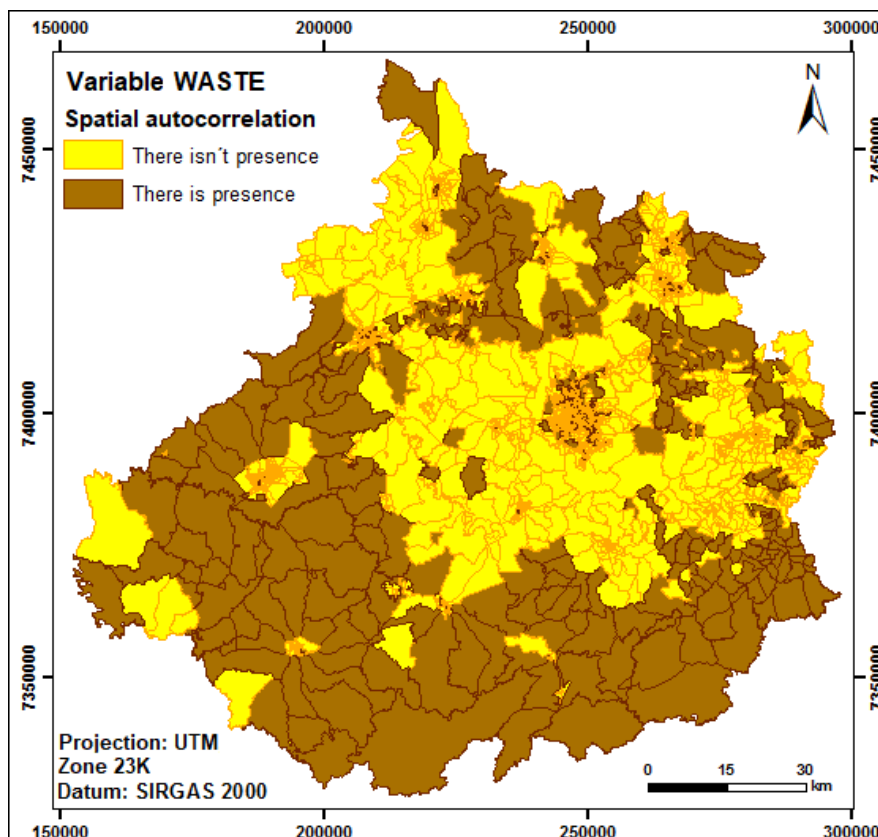 150000 200000 250000 300000
Variable WASTE
Spatial autocorrelation
There isn´t presence
There is presence
N
7450000 7450000
7400000 7400000
7350000 7350000
Projection: UTM
Zone 23K
Datum: SIRGAS 2000
0 15 30
km
150000 200000 250000 300000